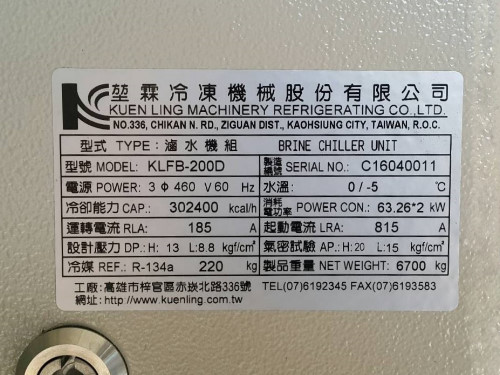 堃霖冷凍機械股份有限公司
KUEN LING MACHINERY REFRIGERATING CO.,LTD.
NO.336, CHIKAN N. RD., ZIGUAN DIST., KAOHSIUNG CITY, TAIWAN, R.O.C.
型式 TYPE: 滷水機組 BRINE CHILLER UNIT
型號 MODEL: KLFB-200D 製造編號 SERIAL NO.: C16040011
電源 POWER: 3 Φ 460 V 60 Hz 水溫: 0 / -5 ℃
冷卻能力 CAP.: 302400 kcal/h 消耗電功率 POWER CON.: 63.26*2 kW
運轉電流 RLA: 185 A 起動電流 LRA: 815 A
設計壓力 DP.: H: 13 L:8.8 kgf/cm² 氣密試驗 AP.: H: 20 L:15 kgf/cm²
冷媒 REF.: R-134a 220 kg 製品重量 NET WEIGHT: 6700 kg
工廠:高雄市梓官區赤崁北路336號 TEL(07)6192345 FAX(07)6193583
網址:http://www.kuenling.com.tw